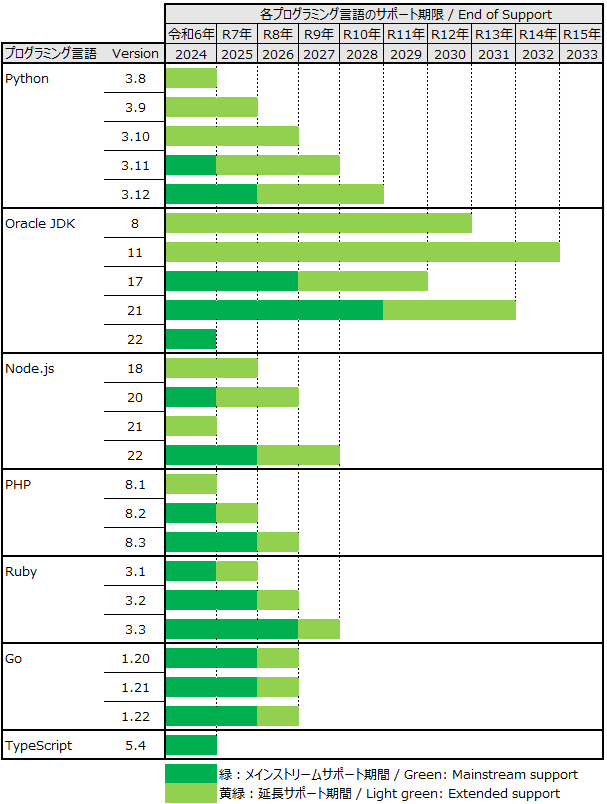 各プログラミング言語のサポート期限 / End of Support
令和6年 R7年 R8年 R9年 R10年 R11年 R12年 R13年 R14年 R15年
プログラミング言語 Version 2024 2025 2026 2027 2028 2029 2030 2031 2032 2033
Python 3.8
3.9
3.10
3.11
3.12
Oracle JDK 8
11
17
21
22
Node.js 18
20
21
22
PHP 8.1
8.2
8.3
Ruby 3.1
3.2
3.3
Go 1.20
1.21
1.22
TypeScript 5.4
緑：メインストリームサポート期間 / Green: Mainstream support
黄緑：延長サポート期間 / Light green: Extended support